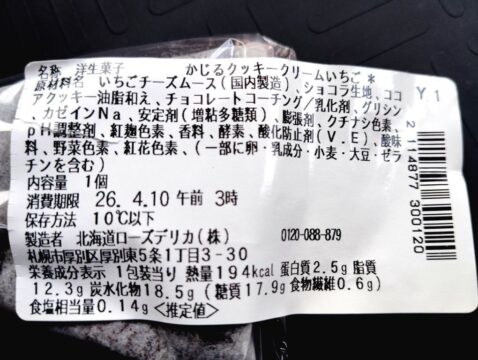 名称 洋生菓子 かじるクッキークリームいちご*
原材料名 いちごチーズムース(国内製造)、ショコラ生地、ココ
アクッキー油脂和え、チョコレートコーチング/乳化剤、グリシン
、カゼインNa、安定剤(増粘多糖類)、膨張剤、クチナシ色素、
pH調整剤、紅麹色素、香料、酵素、酸化防止剤(V.E)、酸味
料、野菜色素、紅花色素、(一部に卵・乳成分・小麦・大豆・ゼラ
チンを含む)
内容量 1個
消費期限 26.4.10 午前 3時
保存方法 10℃以下
製造者 北海道ローズデリカ(株) 0120-088-879
札幌市厚別区厚別東5条1丁目3-30
栄養成分表示 1包装当り 熱量194kcal 蛋白質2.5g 脂質
12.3g 炭水化物18.5g (糖質17.9g 食物繊維0.6g)
食塩相当量0.14g <推定値>
Y1
2 114877 300120